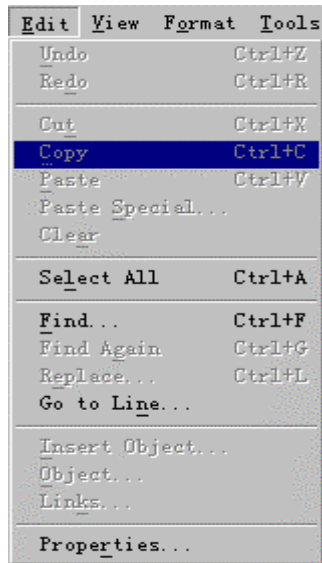 Edit View Format Tools
Undo Ctrl+Z
Redo Ctrl+R
Cut Ctrl+X
Copy Ctrl+C
Paste Ctrl+V
Paste Special...
Clear
Select All Ctrl+A
Find... Ctrl+F
Find Again Ctrl+G
Replace... Ctrl+L
Go to Line...
Insert Object...
Object...
Links...
Properties...